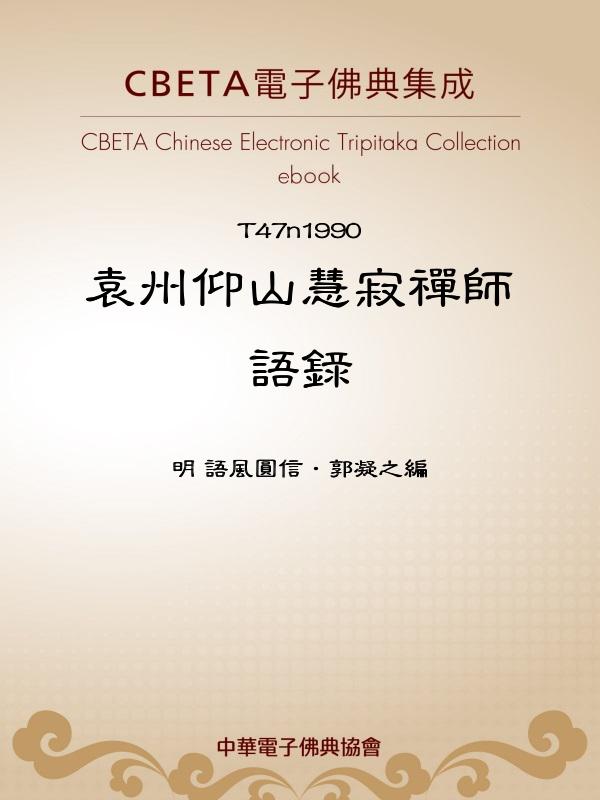 CBETA電子佛典集成
CBETA Chinese Electronic Tripitaka Collection
ebook
T47n1990
袁州仰山慧寂禪師
語錄
明 語風圓信・郭凝之編
中華電子佛典協會